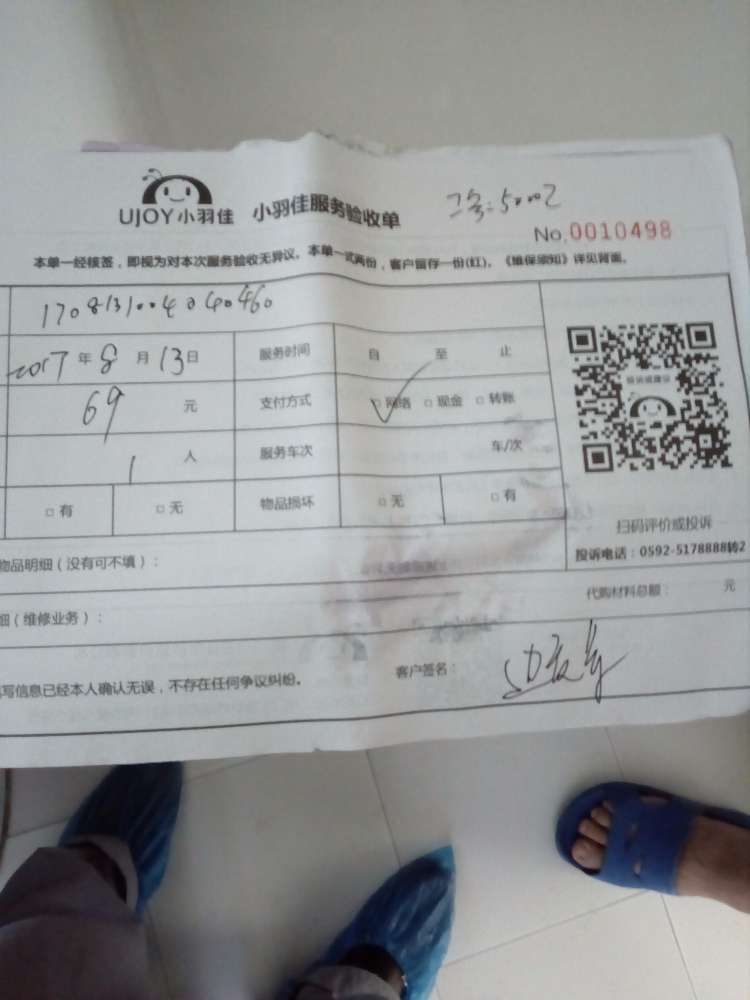 UJOY小羽佳 小羽佳服务验收单
No.0010498
本单一经核签,即视为对本次服务验收无异议。本单一式两份,客户留存一份(红)。《维保须知》详见背面。
2017年8月13日 服务时间 自 至 止
69 元 支付方式 □网络 □现金 □转账
1 人 服务车次 车/次
□有 □无 物品损坏 □无 □有
扫码评价或投诉
投诉电话:0592-5178888转2
物品明细(没有可不填):
代购材料总额: 元
细(维修业务):
写信息已经本人确认无误,不存在任何争议纠纷。 客户签名: